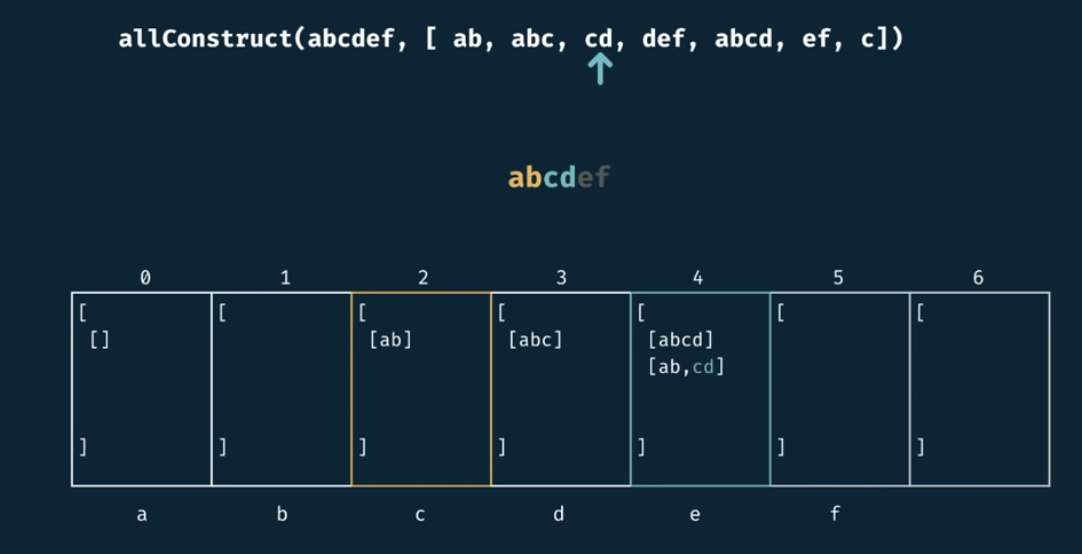 allConstruct(abcdef, [ ab, abc, cd, def, abcd, ef, c])
abcdef
0 1 2 3 4 5 6
[ [ [ [ [ [ [
[] [ab] [abc] [abcd]
[ab,cd]
] ] ] ] ] ] ]
a b c d e f